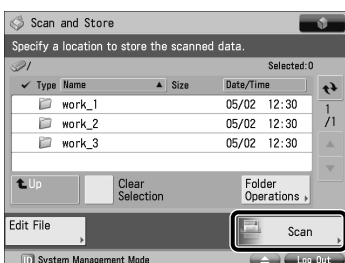 Scan and Store
Specify a location to store the scanned data.
/ Selected:0
✓ Type Name ▲ Size Date/Time
work_1 05/02 12:30
work_2 05/02 12:30
work_3 05/02 12:30
1
/1
Up
Clear
Selection
Folder
Operations
Edit File
Scan
ID System Management Mode
Log Out